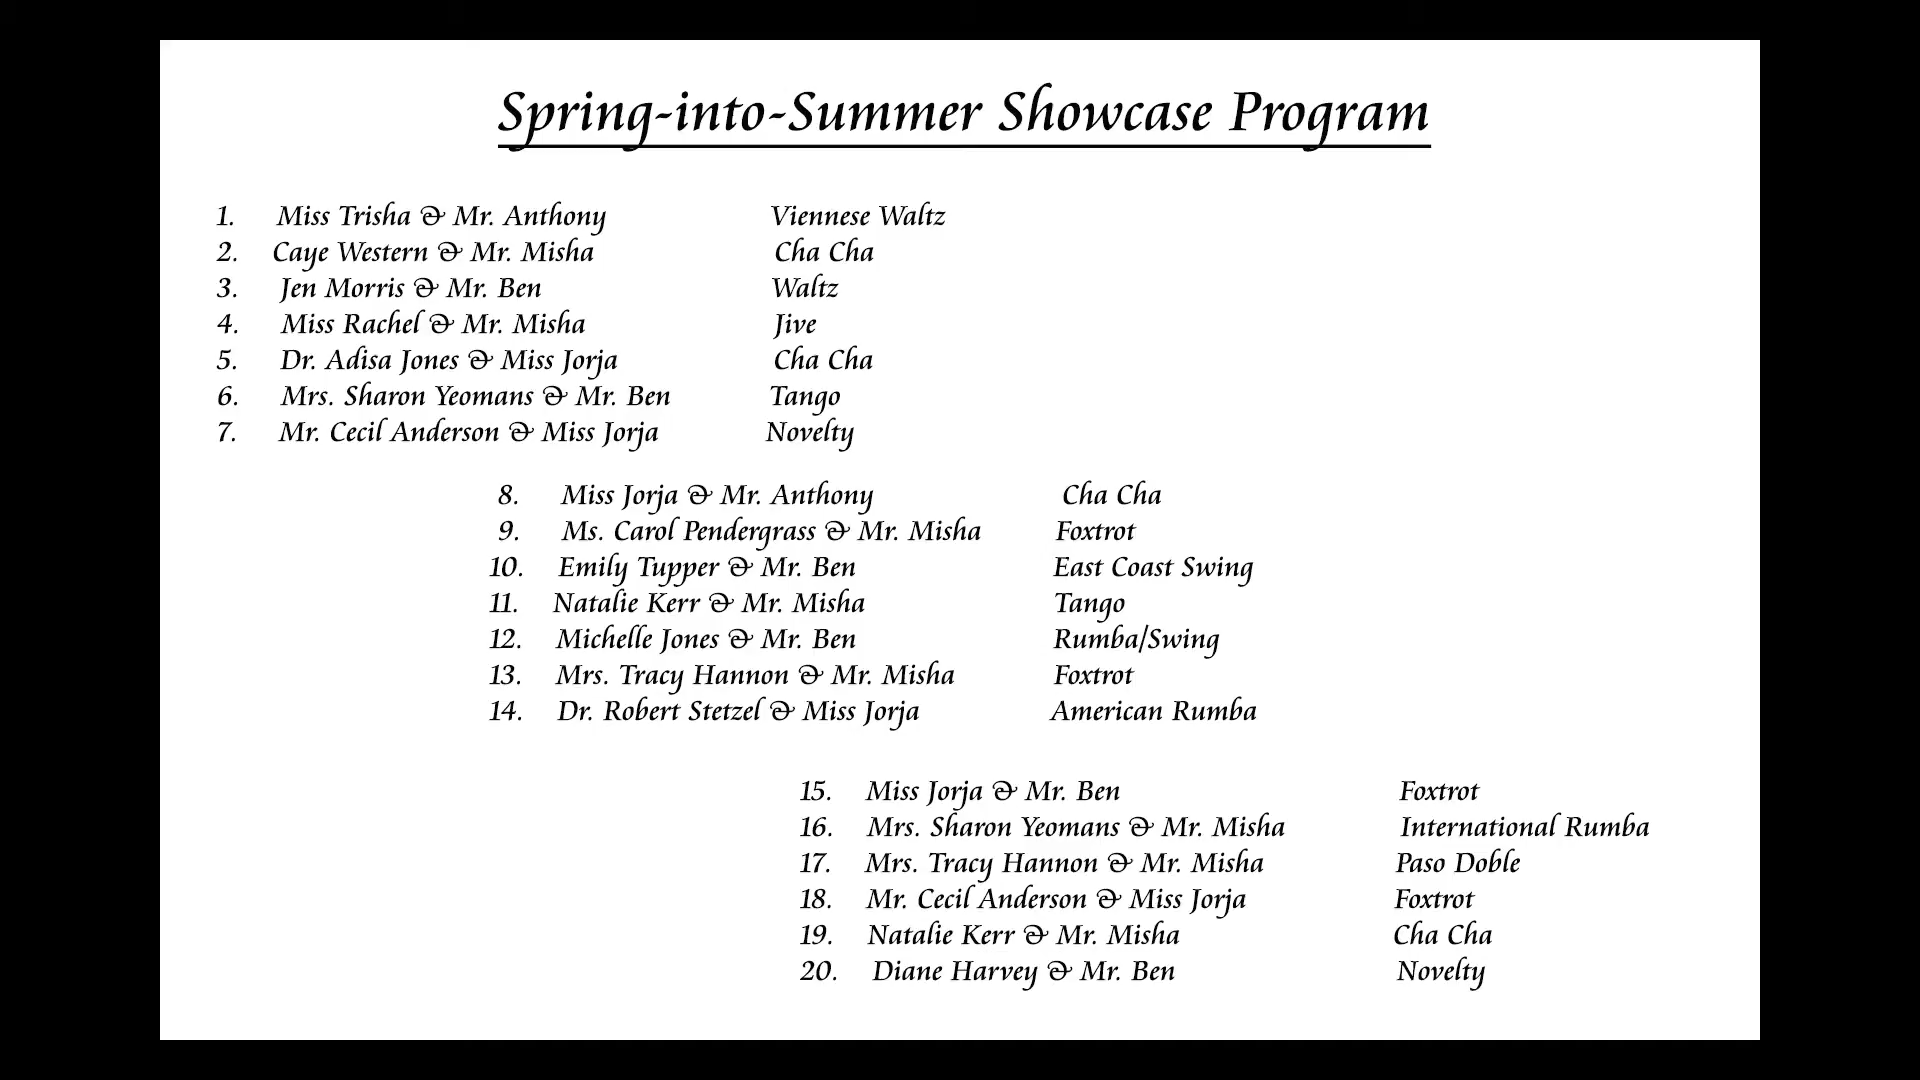 Spring-into-Summer Showcase Program
1. Miss Trisha & Mr. Anthony Viennese Waltz
2. Caye Western & Mr. Misha Cha Cha
3. Jen Morris & Mr. Ben Waltz
4. Miss Rachel & Mr. Misha Jive
5. Dr. Adisa Jones & Miss Jorja Cha Cha
6. Mrs. Sharon Yeomans & Mr. Ben Tango
7. Mr. Cecil Anderson & Miss Jorja Novelty
8. Miss Jorja & Mr. Anthony Cha Cha
9. Ms. Carol Pendergrass & Mr. Misha Foxtrot
10. Emily Tupper & Mr. Ben East Coast Swing
11. Natalie Kerr & Mr. Misha Tango
12. Michelle Jones & Mr. Ben Rumba/Swing
13. Mrs. Tracy Hannon & Mr. Misha Foxtrot
14. Dr. Robert Stetzel & Miss Jorja American Rumba
15. Miss Jorja & Mr. Ben Foxtrot
16. Mrs. Sharon Yeomans & Mr. Misha International Rumba
17. Mrs. Tracy Hannon & Mr. Misha Paso Doble
18. Mr. Cecil Anderson & Miss Jorja Foxtrot
19. Natalie Kerr & Mr. Misha Cha Cha
20. Diane Harvey & Mr. Ben Novelty